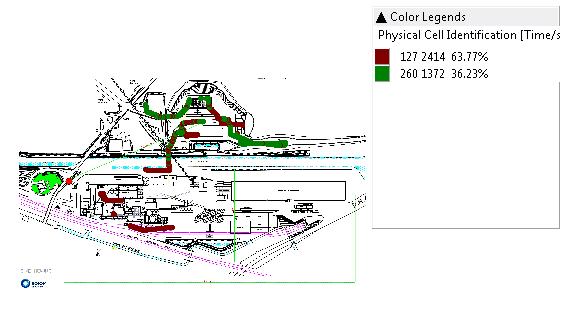 ▲ Color Legends
Physical Cell Identification [Time/s
127 2414 63.77%
260 1372 36.23%